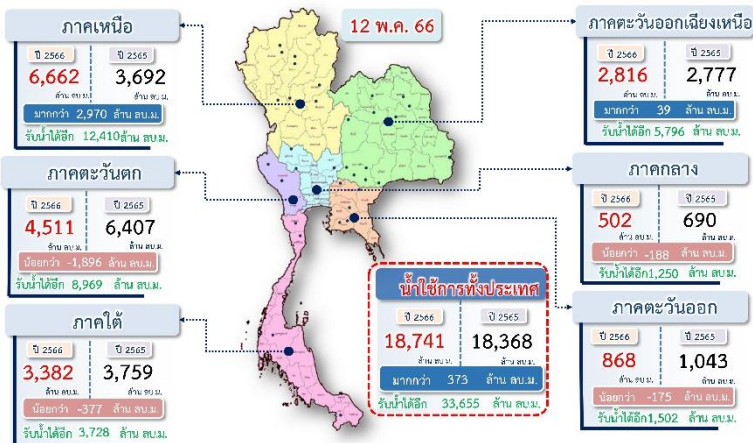 12 พ.ค. 66
ภาคเหนือ
ปี 2566 ปี 2565
6,662 3,692
ล้าน ลบ.ม. ล้าน ลบ.ม.
มากกว่า 2,970 ล้าน ลบ.ม.
รับน้ำได้อีก 12,410 ล้าน ลบ.ม.
ภาคตะวันตก
ปี 2566 ปี 2565
4,511 6,407
ล้าน ลบ.ม. ล้าน ลบ.ม.
น้อยกว่า -1,896 ล้าน ลบ.ม.
รับน้ำได้อีก 8,969 ล้าน ลบ.ม.
ภาคใต้
ปี 2566 ปี 2565
3,382 3,759
ล้าน ลบ.ม. ล้าน ลบ.ม.
น้อยกว่า -377 ล้าน ลบ.ม.
รับน้ำได้อีก 3,728 ล้าน ลบ.ม.
น้ำใช้การทั้งประเทศ
ปี 2566 ปี 2565
18,741 18,368
ล้าน ลบ.ม. ล้าน ลบ.ม.
มากกว่า 373 ล้าน ลบ.ม.
รับน้ำได้อีก 33,655 ล้าน ลบ.ม.
ภาคตะวันออกเฉียงเหนือ
ปี 2566 ปี 2565
2,816 2,777
ล้าน ลบ.ม. ล้าน ลบ.ม.
มากกว่า 39 ล้าน ลบ.ม.
รับน้ำได้อีก 5,796 ล้าน ลบ.ม.
ภาคกลาง
ปี 2566 ปี 2565
502 690
ล้าน ลบ.ม. ล้าน ลบ.ม.
น้อยกว่า -188 ล้าน ลบ.ม.
รับน้ำได้อีก1,250 ล้าน ลบ.ม.
ภาคตะวันออก
ปี 2566 ปี 2565
868 1,043
ล้าน ลบ.ม. ล้าน ลบ.ม.
น้อยกว่า -175 ล้าน ลบ.ม.
รับน้ำได้อีก1,502 ล้าน ลบ.ม.